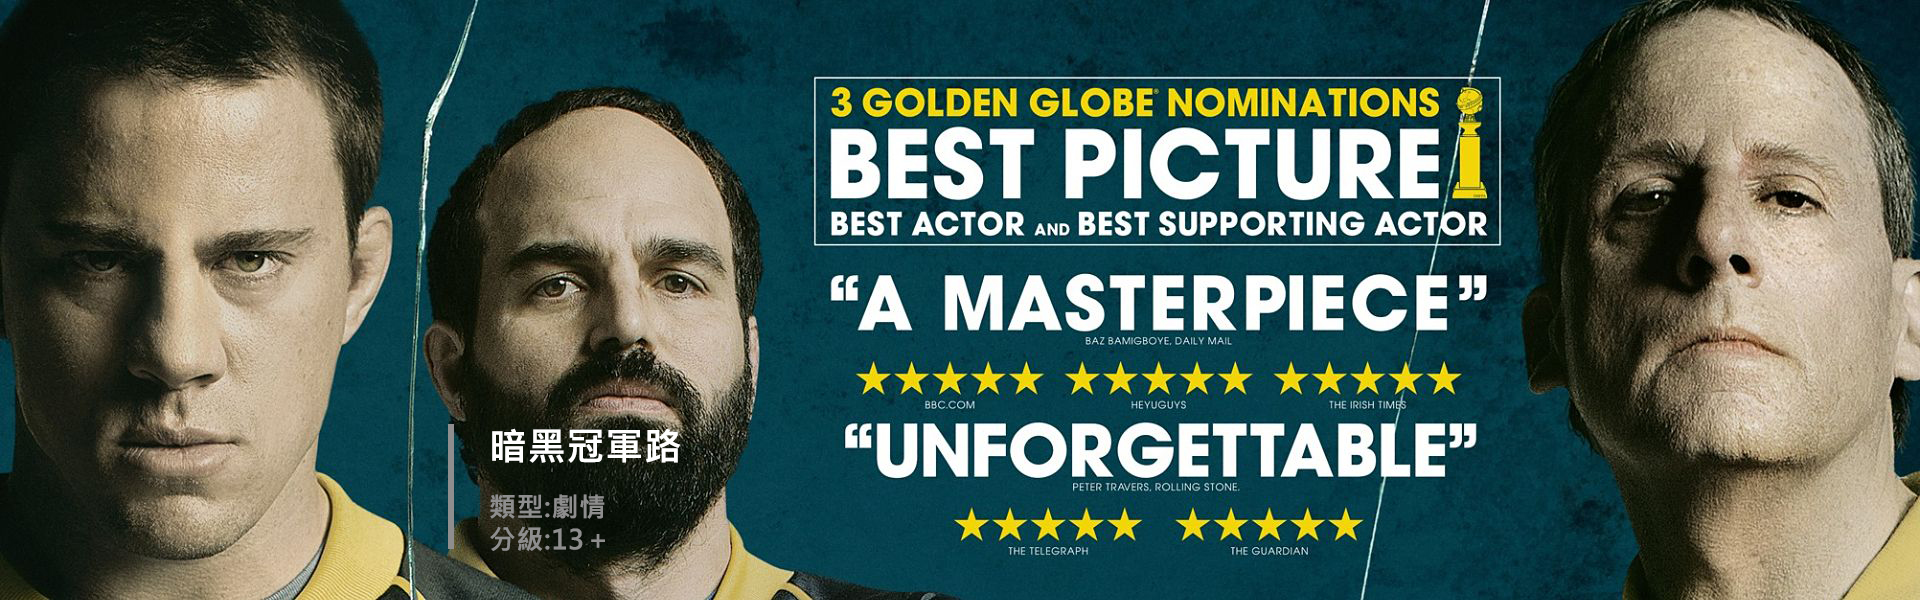 3 GOLDEN GLOBE® NOMINATIONS
BEST PICTURE
BEST ACTOR AND BEST SUPPORTING ACTOR
“A MASTERPIECE”
BAZ BAMIGBOYE, DAILY MAIL
★★★★★ ★★★★★ ★★★★★
BBC.COM HEYUGUYS THE IRISH TIMES
“UNFORGETTABLE”
PETER TRAVERS, ROLLING STONE.
★★★★★ ★★★★★
THE TELEGRAPH THE GUARDIAN
暗黑冠軍路
類型:劇情
分級:13+